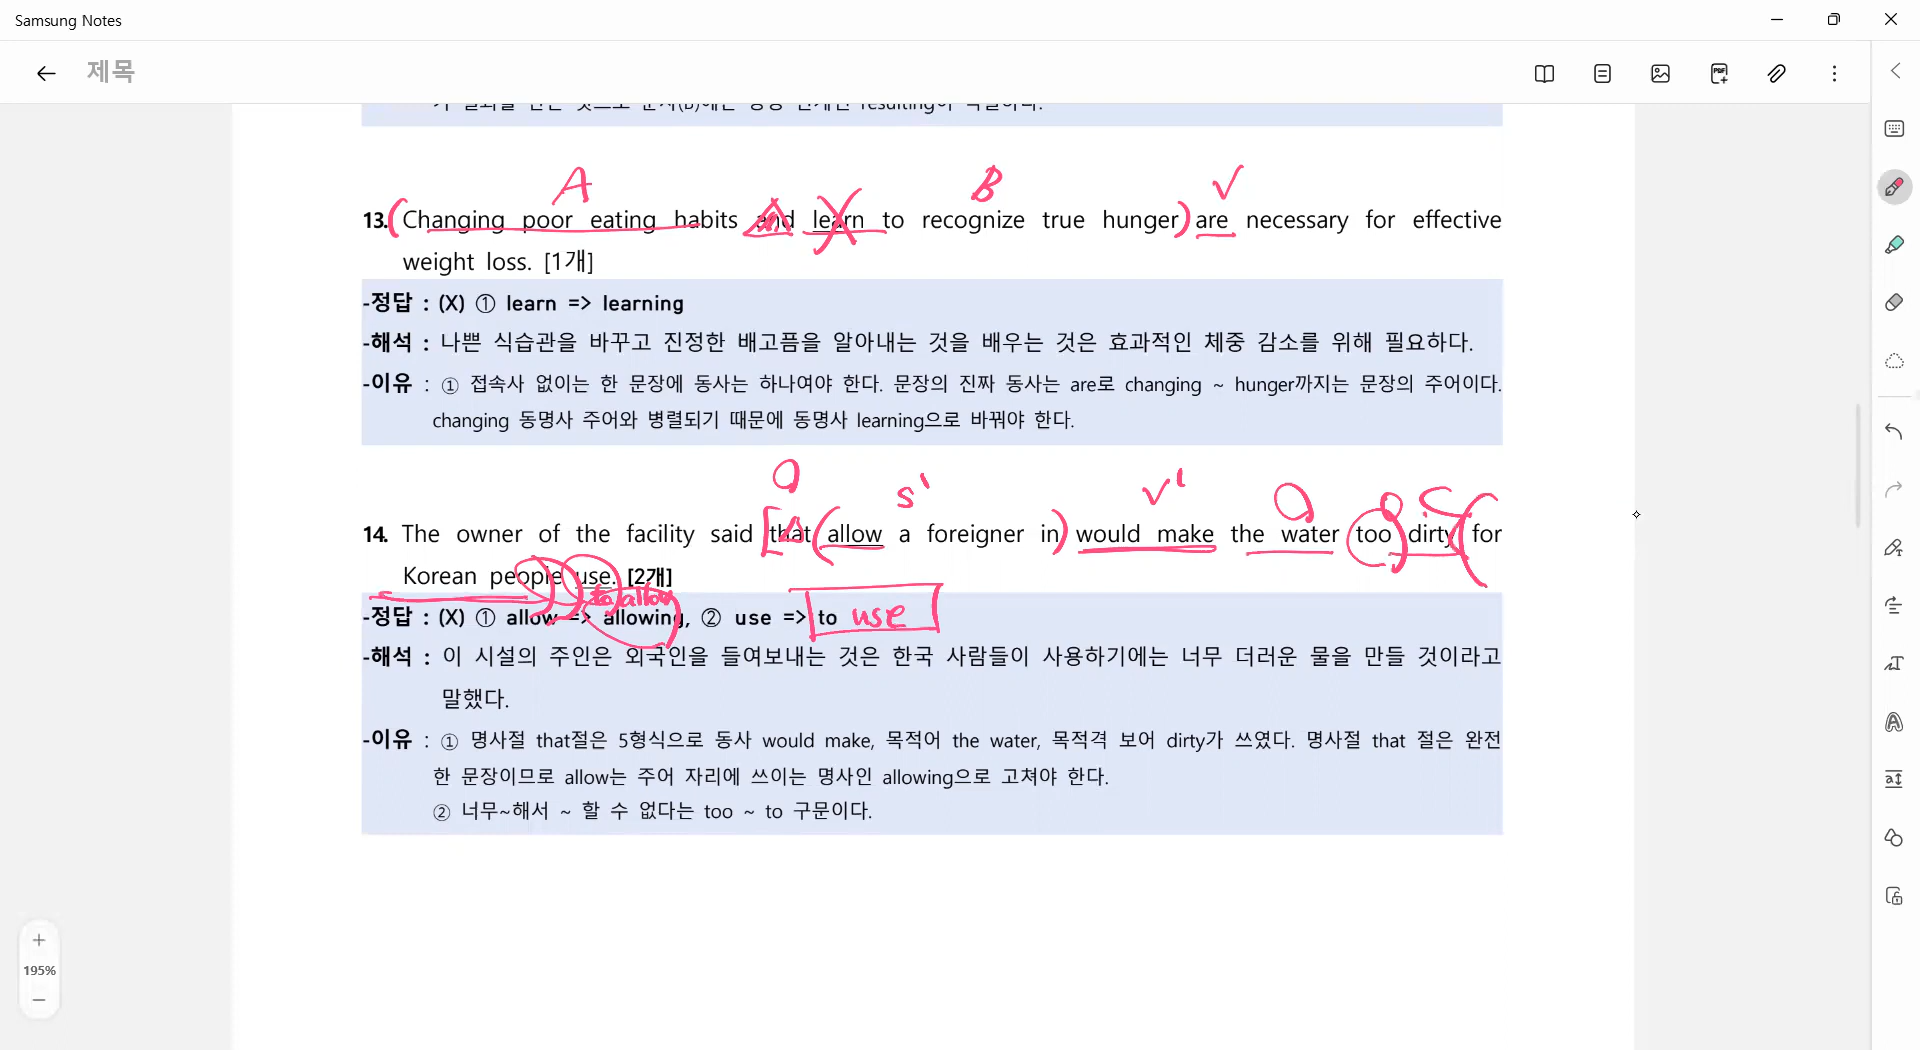 Samsung Notes
제목
13. Changing poor eating habits and learn to recognize true hunger are necessary for effective
weight loss. [1개]
A B V
-정답 : (X) ① learn => learning
-해석 : 나쁜 식습관을 바꾸고 진정한 배고픔을 알아내는 것을 배우는 것은 효과적인 체중 감소를 위해 필요하다.
-이유 : ① 접속사 없이는 한 문장에 동사는 하나여야 한다. 문장의 진짜 동사는 are로 changing ~ hunger까지는 문장의 주어이다.
changing 동명사 주어와 병렬되기 때문에 동명사 learning으로 바꿔야 한다.
S' V'
14. The owner of the facility said that allow a foreigner in would make the water too dirty for
Korean people use. [2개]
to allow
-정답 : (X) ① allow => allowing, ② use => to use
-해석 : 이 시설의 주인은 외국인을 들여보내는 것은 한국 사람들이 사용하기에는 너무 더러운 물을 만들 것이라고
말했다.
-이유 : ① 명사절 that절은 5형식으로 동사 would make, 목적어 the water, 목적격 보어 dirty가 쓰였다. 명사절 that 절은 완전
한 문장이므로 allow는 주어 자리에 쓰이는 명사인 allowing으로 고쳐야 한다.
② 너무~해서 ~ 할 수 없다는 too ~ to 구문이다.
195%